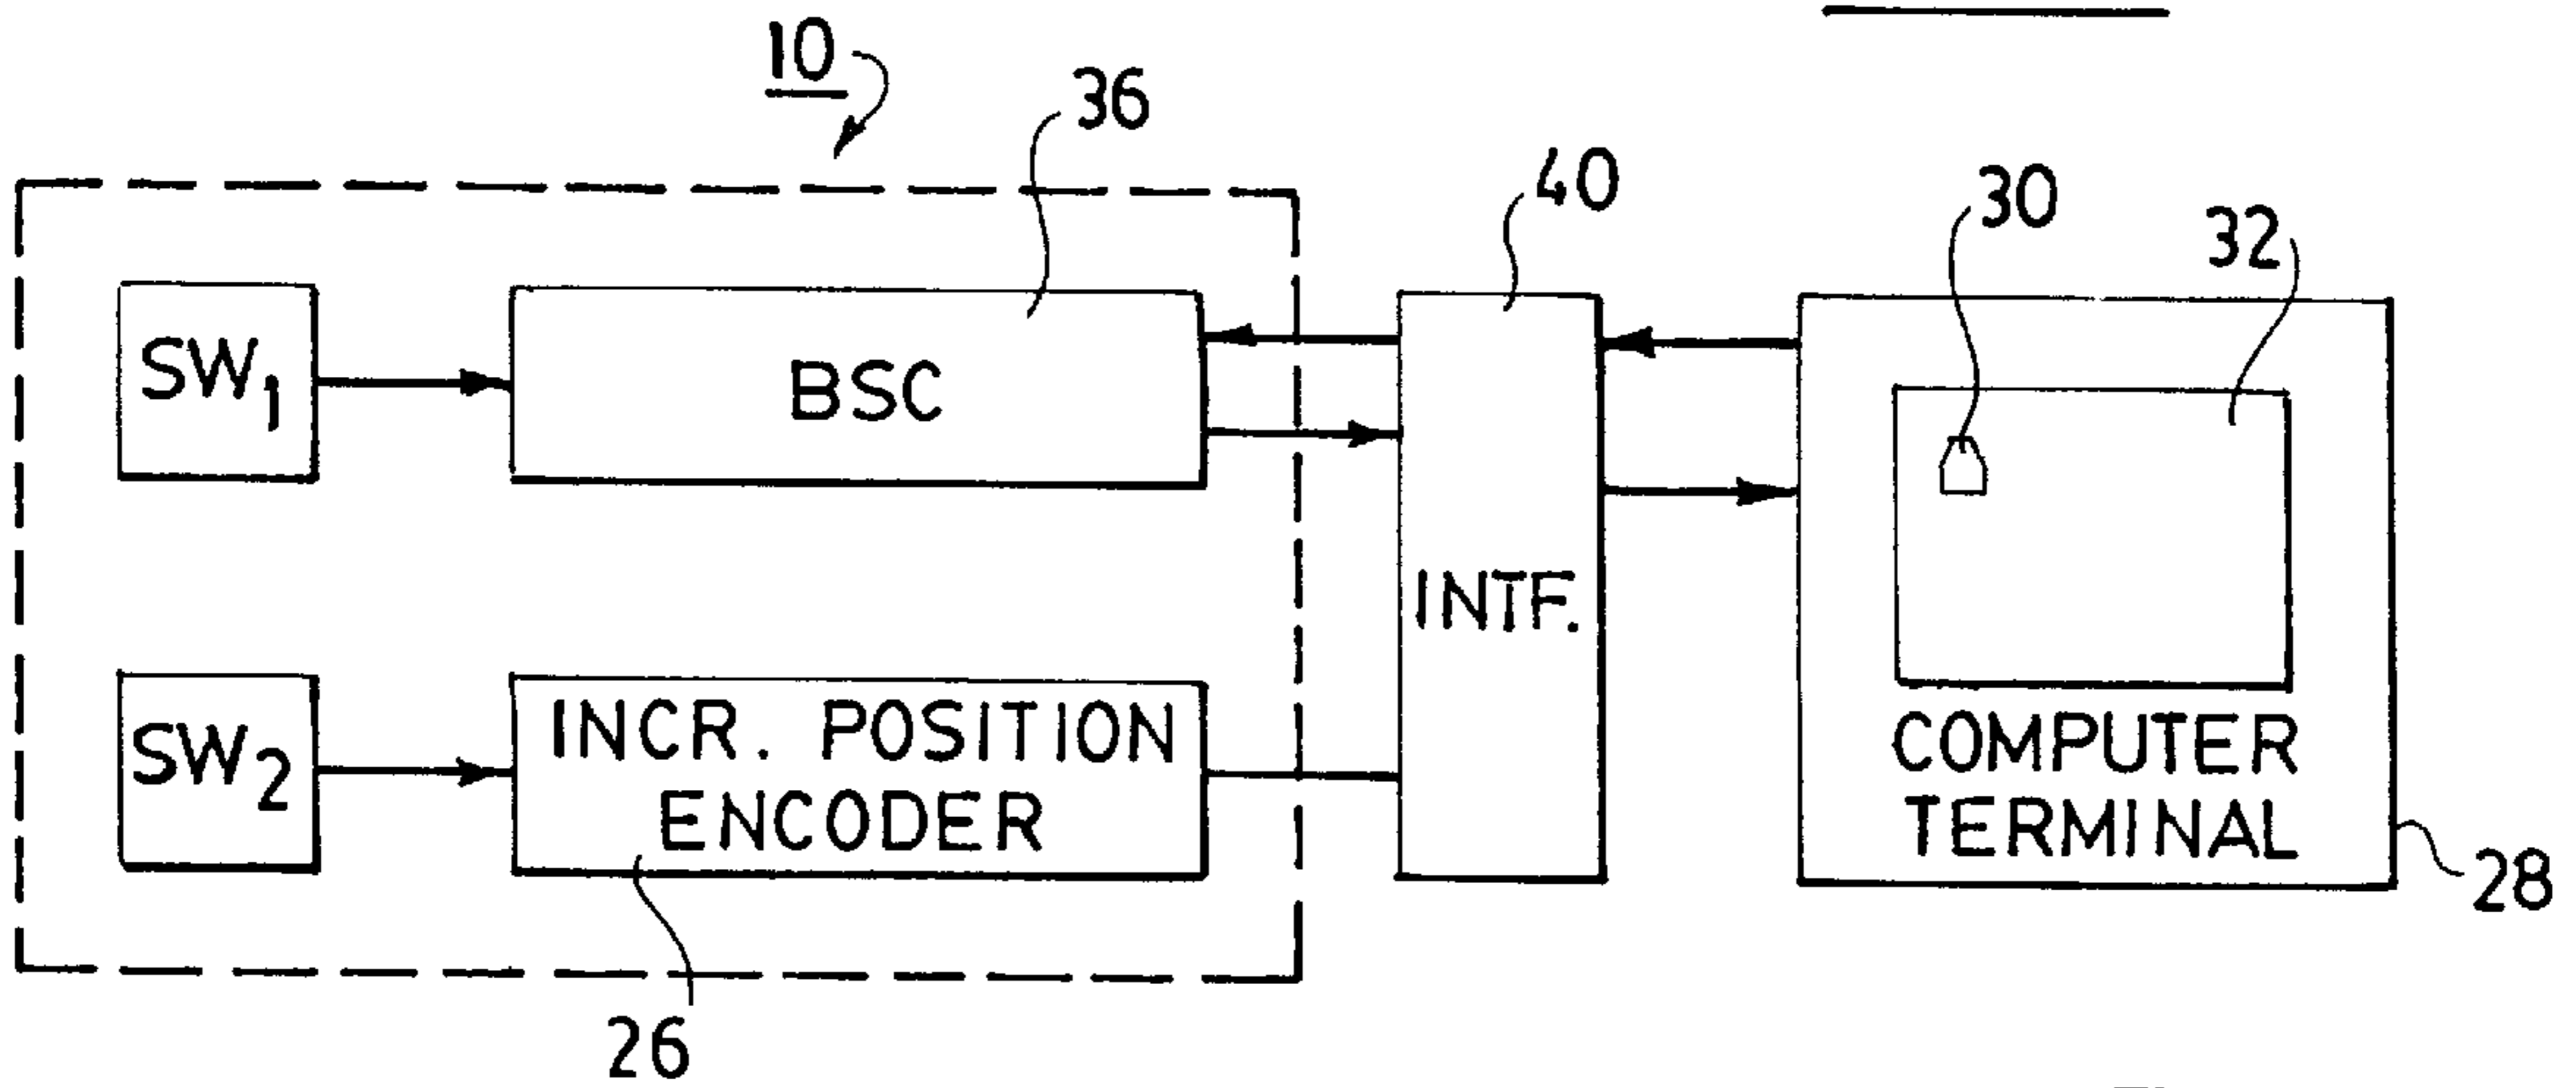 10
36
40
30
32
SW1
BSC
INTF.
SW2
INCR. POSITION
ENCODER
COMPUTER
TERMINAL
28
26